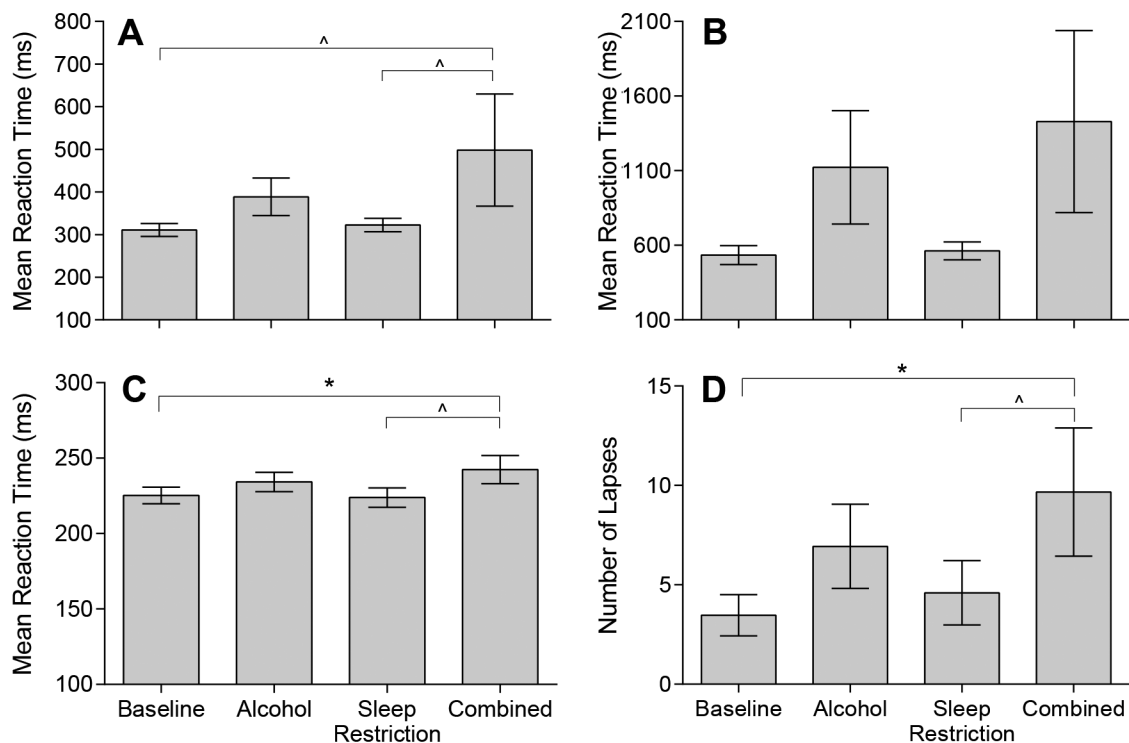 A
Mean Reaction Time (ms)
800
700
600
500
400
300
200
100
^
^
B
Mean Reaction Time (ms)
2100
1600
1100
600
100
C
Mean Reaction Time (ms)
300
250
200
150
100
*
^
Baseline Alcohol Sleep Combined
Restriction
D
Number of Lapses
15
10
5
0
*
^
Baseline Alcohol Sleep Combined
Restriction